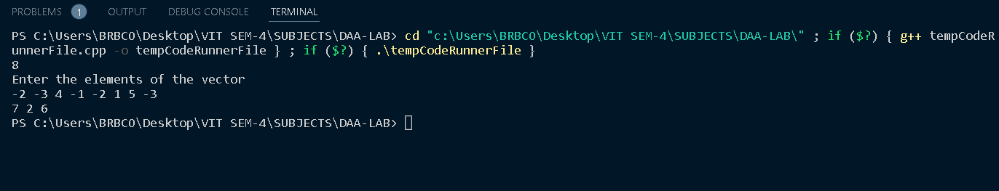 PROBLEMS 1 OUTPUT DEBUG CONSOLE TERMINAL
PS C:\Users\BRBCO\Desktop\VIT SEM-4\SUBJECTS\DAA-LAB> cd "c:\Users\BRBCO\Desktop\VIT SEM-4\SUBJECTS\DAA-LAB\" ; if ($?) { g++ tempCodeR
unnerFile.cpp -o tempCodeRunnerFile } ; if ($?) { .\tempCodeRunnerFile }
8
Enter the elements of the vector
-2 -3 4 -1 -2 1 5 -3
7 2 6
PS C:\Users\BRBCO\Desktop\VIT SEM-4\SUBJECTS\DAA-LAB>